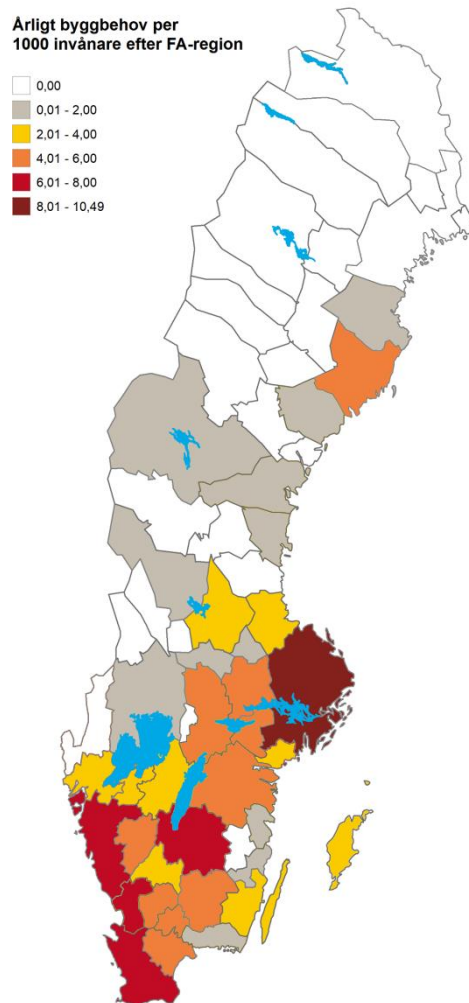 Årligt byggbehov per
1000 invånare efter FA-region
0,00
0,01 - 2,00
2,01 - 4,00
4,01 - 6,00
6,01 - 8,00
8,01 - 10,49